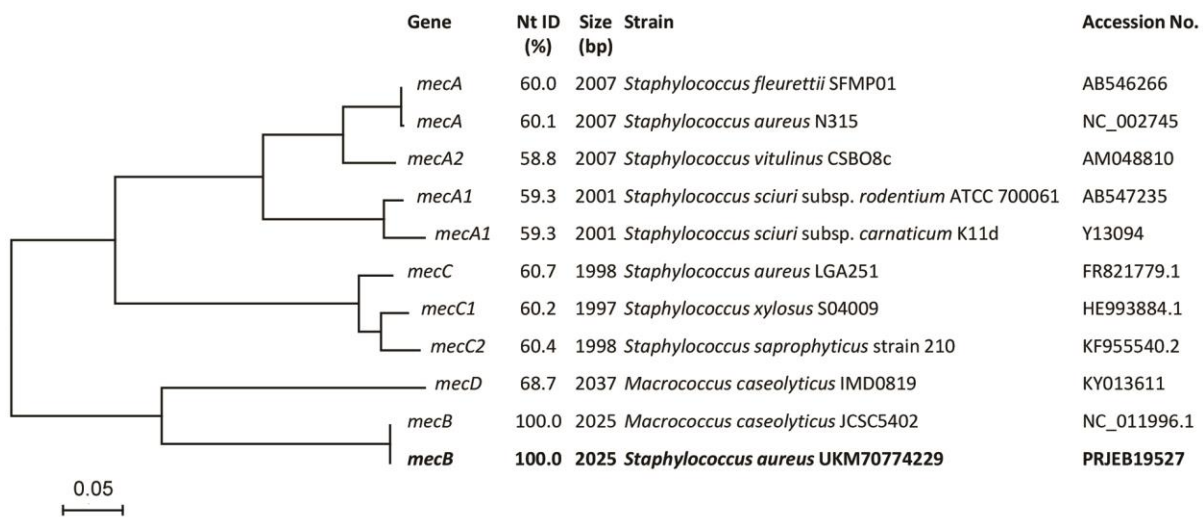 Gene Nt ID (%) Size (bp) Strain Accession No.
mecA 60.0 2007 Staphylococcus fleurettii SFMP01 AB546266
mecA 60.1 2007 Staphylococcus aureus N315 NC_002745
mecA2 58.8 2007 Staphylococcus vitulinus CSBO8c AM048810
mecA1 59.3 2001 Staphylococcus sciuri subsp. rodentium ATCC 700061 AB547235
mecA1 59.3 2001 Staphylococcus sciuri subsp. carnaticum K11d Y13094
mecC 60.7 1998 Staphylococcus aureus LGA251 FR821779.1
mecC1 60.2 1997 Staphylococcus xylosus S04009 HE993884.1
mecC2 60.4 1998 Staphylococcus saprophyticus strain 210 KF955540.2
mecD 68.7 2037 Macrococcus caseolyticus IMD0819 KY013611
mecB 100.0 2025 Macrococcus caseolyticus JCSC5402 NC_011996.1
mecB 100.0 2025 Staphylococcus aureus UKM70774229 PRJEB19527
0.05